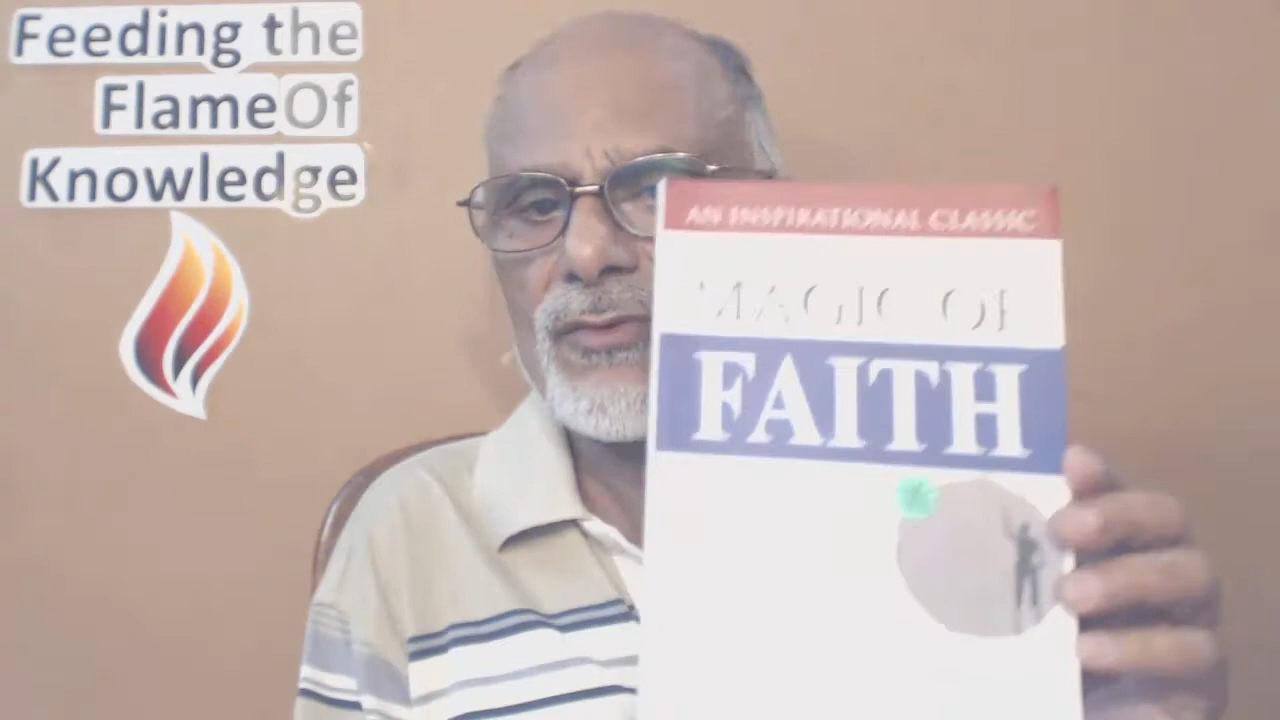 Feeding the
FlameOf
Knowledge
AN INSPIRATIONAL CLASSIC
MAGIC OF
FAITH